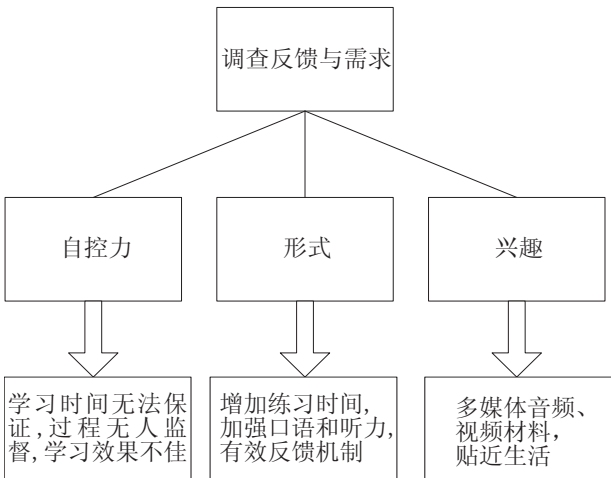 调查反馈与需求
自控力
形式
兴趣
学习时间无法保
证,过程无人监
督,学习效果不佳
增加练习时间,
加强口语和听力,
有效反馈机制
多媒体音频、
视频材料,
贴近生活